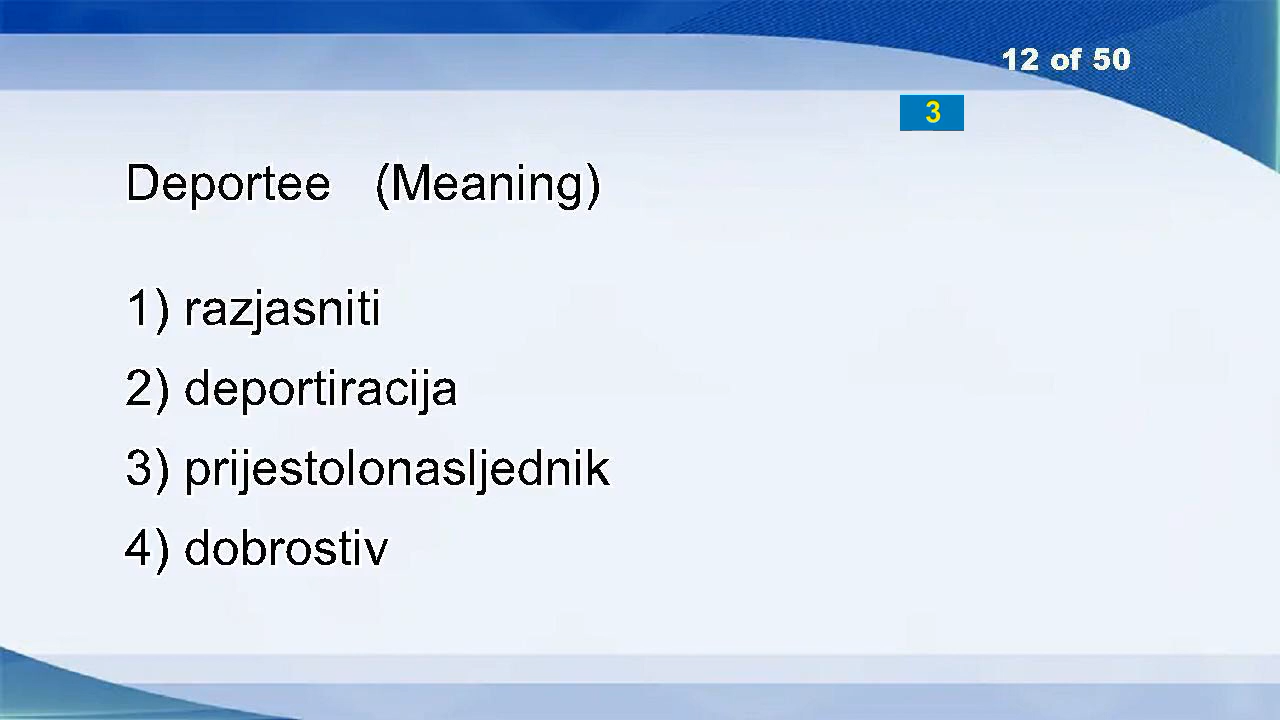 12 of 50
3
Deportee (Meaning)
1) razjasniti
2) deportiracija
3) prijestolonasljednik
4) dobrostiv